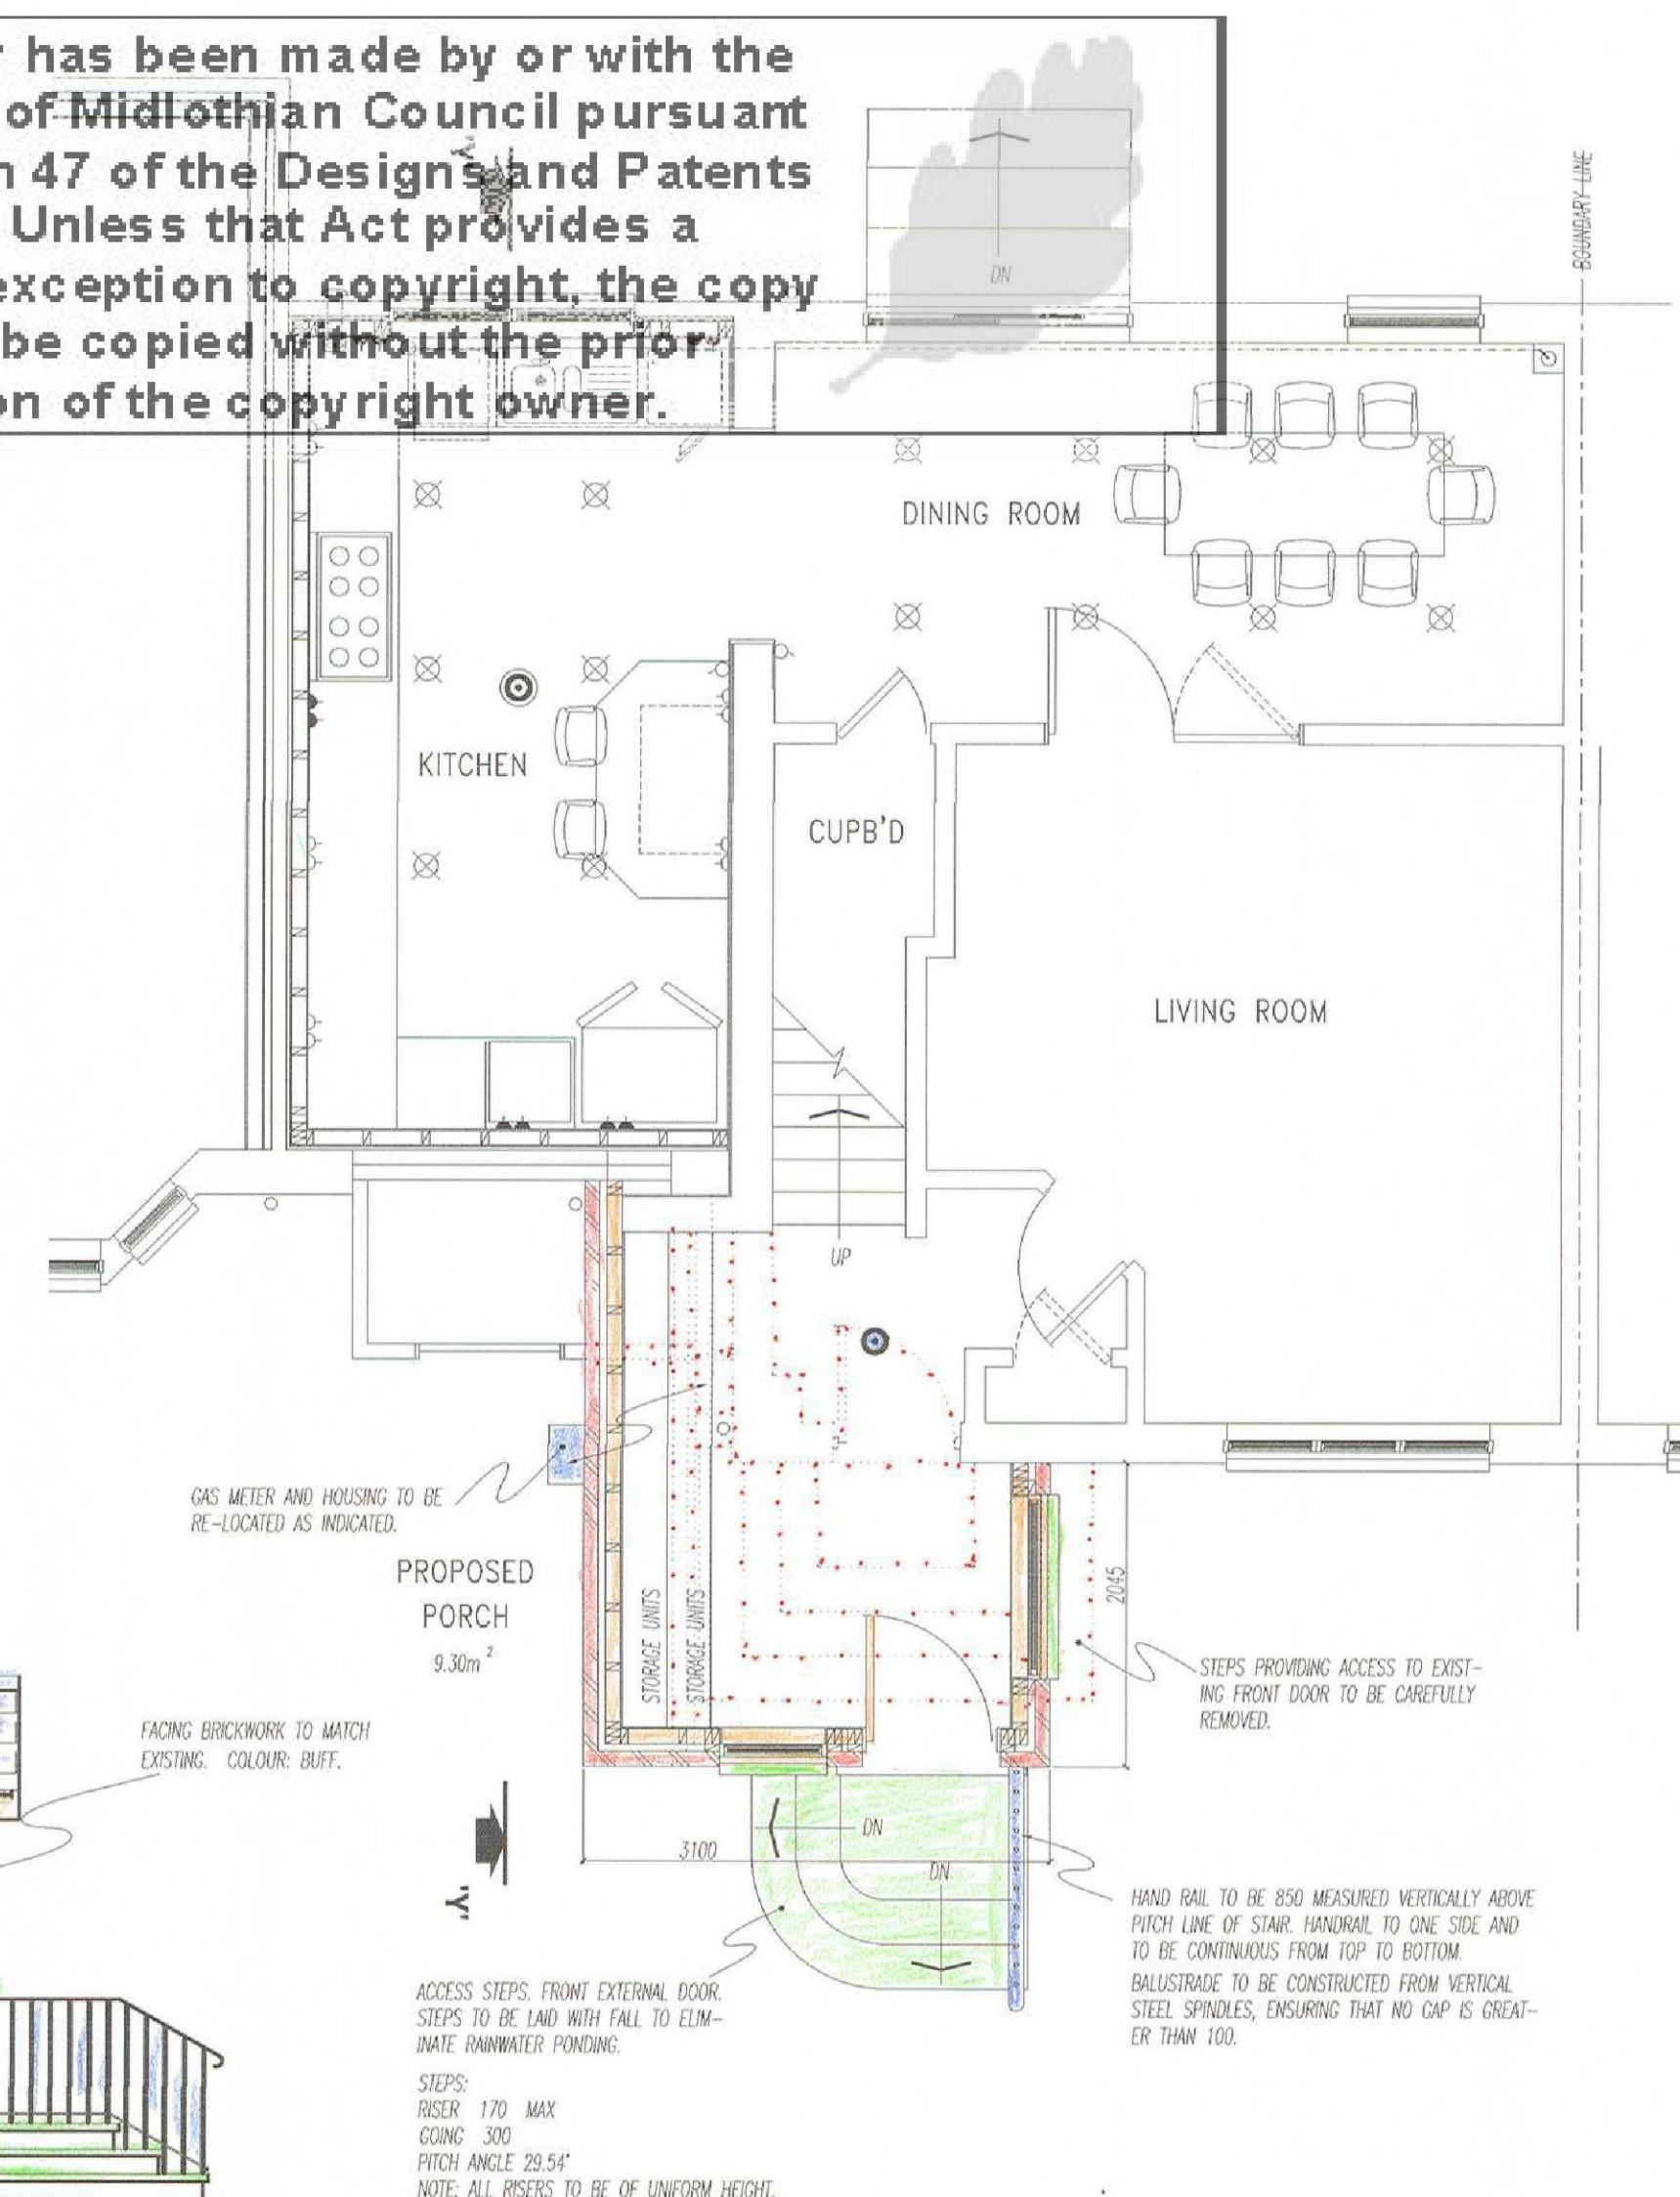 has been made by or with the
of Midlothian Council pursuant
47 of the Designs and Patents
Unless that Act provides a
exception to copyright, the copy
be copied without the prior
of the copyright owner.
BOUNDARY LINE
'Y'
DN
DINING ROOM
KITCHEN
CUPB'D
LIVING ROOM
UP
GAS METER AND HOUSING TO BE
RE-LOCATED AS INDICATED.
PROPOSED
PORCH
9.30m²
STORAGE UNITS
STORAGE UNITS
2045
STEPS PROVIDING ACCESS TO EXIST-
ING FRONT DOOR TO BE CAREFULLY
REMOVED.
FACING BRICKWORK TO MATCH
EXISTING. COLOUR: BUFF.
DN
3100
DN
'Y'
HAND RAIL TO BE 850 MEASURED VERTICALLY ABOVE
PITCH LINE OF STAIR. HANDRAIL TO ONE SIDE AND
TO BE CONTINUOUS FROM TOP TO BOTTOM.
BALUSTRADE TO BE CONSTRUCTED FROM VERTICAL
STEEL SPINDLES, ENSURING THAT NO GAP IS GREAT-
ER THAN 100.
ACCESS STEPS. FRONT EXTERNAL DOOR.
STEPS TO BE LAID WITH FALL TO ELIM-
INATE RAINWATER PONDING.
STEPS:
RISER 170 MAX
GOING 300
PITCH ANGLE 29.54°
NOTE: ALL RISERS TO BE OF UNIFORM HEIGHT.